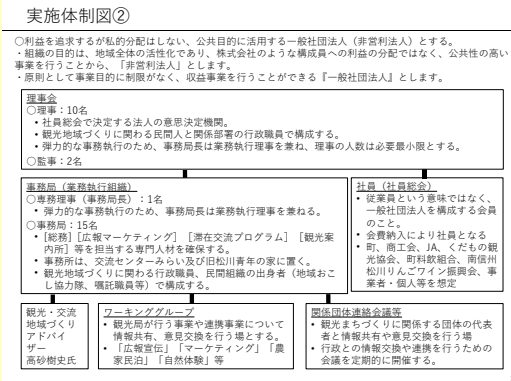 実施体制図②
○利益を追求するが私的分配はしない、公共目的に活用する一般社団法人（非営利法人）とする。
・組織の目的は、地域全体の活性化であり、株式会社のような構成員への利益の分配ではなく、公共性の高い
事業を行うことから、「非営利法人」とします。
・原則として事業目的に制限がなく、収益事業を行うことができる『一般社団法人』とします。
理事会
○理事：10名
• 社員総会で決定する法人の意思決定機関。
• 観光地域づくりに関わる民間人と関係部署の行政職員で構成する。
• 弾力的な事務執行のため、事務局長は業務執行理事を兼ね、理事の人数は必要最小限とする。
○監事：2名
事務局（業務執行組織）
○専務理事（事務局長）：1名
• 弾力的な事務執行のため、事務局長は業務執行理事を兼ねる。
○事務局：15名
• [総務] [広報マーケティング] [滞在交流プログラム] [観光案
内所] 等を担当する専門人材を確保する。
• 事務所は、交流センターみらい及び旧松川青年の家に置く。
• 観光地域づくりに関わる行政職員、民間組織の出身者（地域おこ
し協力隊、嘱託職員等）で構成する。
社員（社員総会）
• 従業員という意味ではなく、
一般社団法人を構成する会員
のこと。
• 会費納入により社員となる
• 町、商工会、JA、くだもの観
光協会、町料飲組合、南信州
松川りんごワイン振興会、事
業者・個人等を想定
観光・交流
地域づくり
アドバイ
ザー
高砂樹史氏
ワーキンググループ
• 観光局が行う事業や連携事業について
情報共有、意見交換を行う場とする。
• 「広報宣伝」「マーケティング」「農
家民泊」「自然体験」等
関係団体連絡会議等
• 観光まちづくりに関係する団体の代表
者と情報共有や意見交換を行う場
• 行政との情報交換や連携を行うための
会議を定期的に開催する。